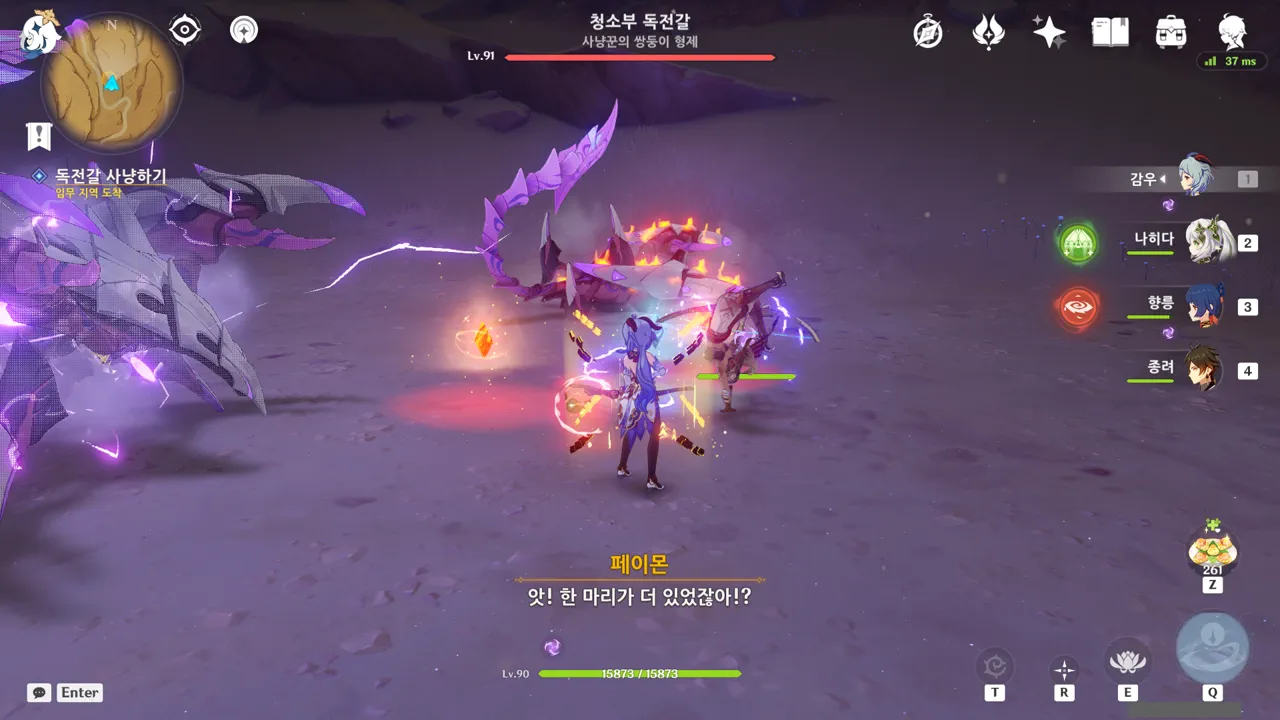 N
청소부 독전갈
사냥꾼의 쌍둥이 형제
Lv.91
37 ms
독전갈 사냥하기
임무 지역 도착
감우
1
나히다
2
향릉
3
종려
4
페이몬
앗! 한 마리가 더 있었잖아!?
261
Z
Lv.90
15873 / 15873
Enter
T
R
E
Q